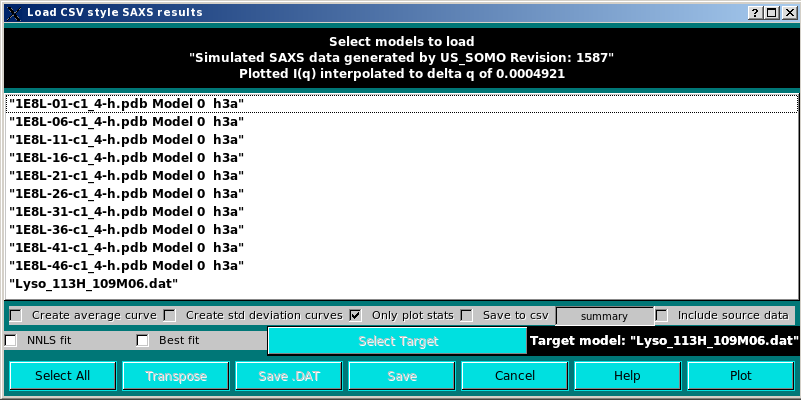 Load CSV style SAXS results
Select models to load
"Simulated SAXS data generated by US_SOMO Revision: 1587"
Plotted I(q) interpolated to delta q of 0.0004921
"1E8L-01-c1_4-h.pdb Model 0 h3a"
"1E8L-06-c1_4-h.pdb Model 0 h3a"
"1E8L-11-c1_4-h.pdb Model 0 h3a"
"1E8L-16-c1_4-h.pdb Model 0 h3a"
"1E8L-21-c1_4-h.pdb Model 0 h3a"
"1E8L-26-c1_4-h.pdb Model 0 h3a"
"1E8L-31-c1_4-h.pdb Model 0 h3a"
"1E8L-36-c1_4-h.pdb Model 0 h3a"
"1E8L-41-c1_4-h.pdb Model 0 h3a"
"1E8L-46-c1_4-h.pdb Model 0 h3a"
"Lyso_113H_109M06.dat"
Create average curve Create std deviation curves Only plot stats Save to csv summary Include source data
NNLS fit Best fit Select Target Target model: "Lyso_113H_109M06.dat"
Select All Transpose Save .DAT Save Cancel Help Plot